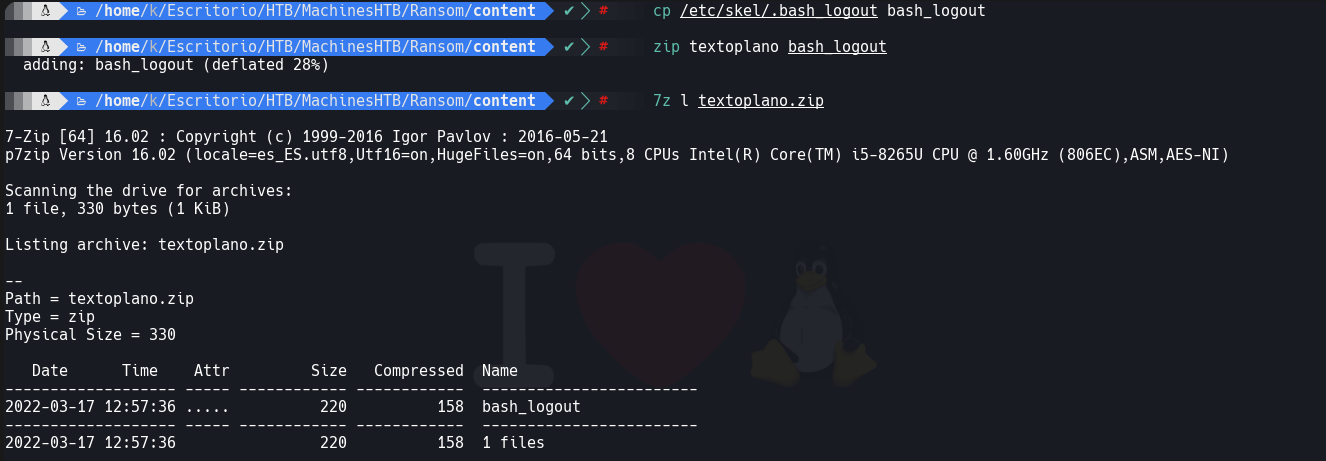 /home/k/Escritorio/HTB/MachinesHTB/Ransom/content ✔ # cp /etc/skel/.bash_logout bash_logout
/home/k/Escritorio/HTB/MachinesHTB/Ransom/content ✔ # zip textoplano bash_logout
adding: bash_logout (deflated 28%)
/home/k/Escritorio/HTB/MachinesHTB/Ransom/content ✔ # 7z l textoplano.zip
7-Zip [64] 16.02 : Copyright (c) 1999-2016 Igor Pavlov : 2016-05-21
p7zip Version 16.02 (locale=es_ES.utf8,Utf16=on,HugeFiles=on,64 bits,8 CPUs Intel(R) Core(TM) i5-8265U CPU @ 1.60GHz (806EC),ASM,AES-NI)
Scanning the drive for archives:
1 file, 330 bytes (1 KiB)
Listing archive: textoplano.zip
--
Path = textoplano.zip
Type = zip
Physical Size = 330
Date Time Attr Size Compressed Name
------------------- ----- ------------ ------------ ------------------------
2022-03-17 12:57:36 ..... 220 158 bash_logout
------------------- ----- ------------ ------------ ------------------------
2022-03-17 12:57:36 220 158 1 files
I